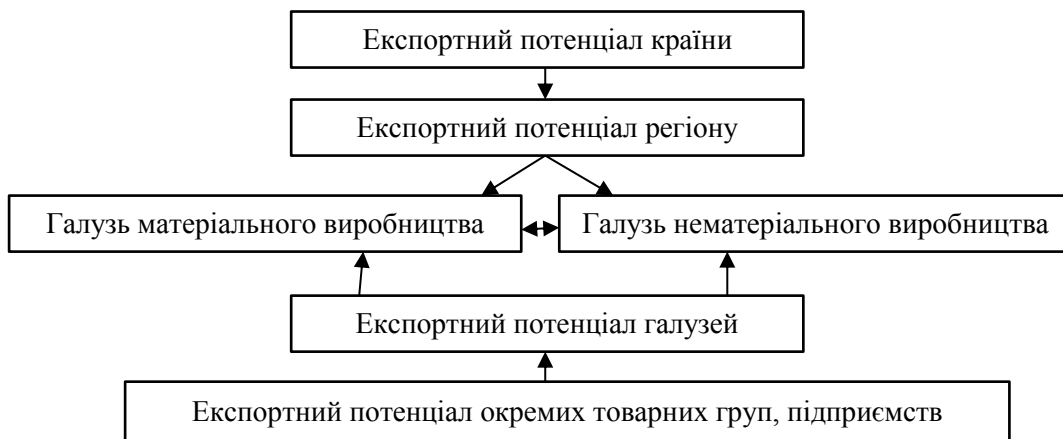 Експортний потенціал країни
Експортний потенціал регіону
Галузь матеріального виробництва
Галузь нематеріального виробництва
Експортний потенціал галузей
Експортний потенціал окремих товарних груп, підприємств